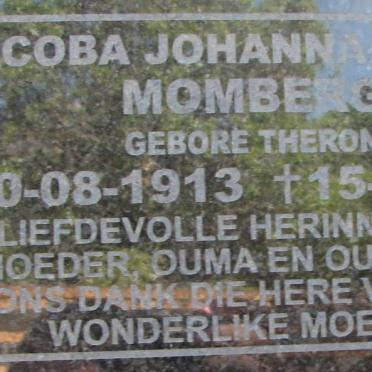 COBA JOHANNA
MOMBERG
GEBORE THERON
0-08-1913 †15-
LIEFDEVOLLE HERINN
MOEDER, OUMA EN OU
ONS DANK DIE HERE V
WONDERLIKE MOE